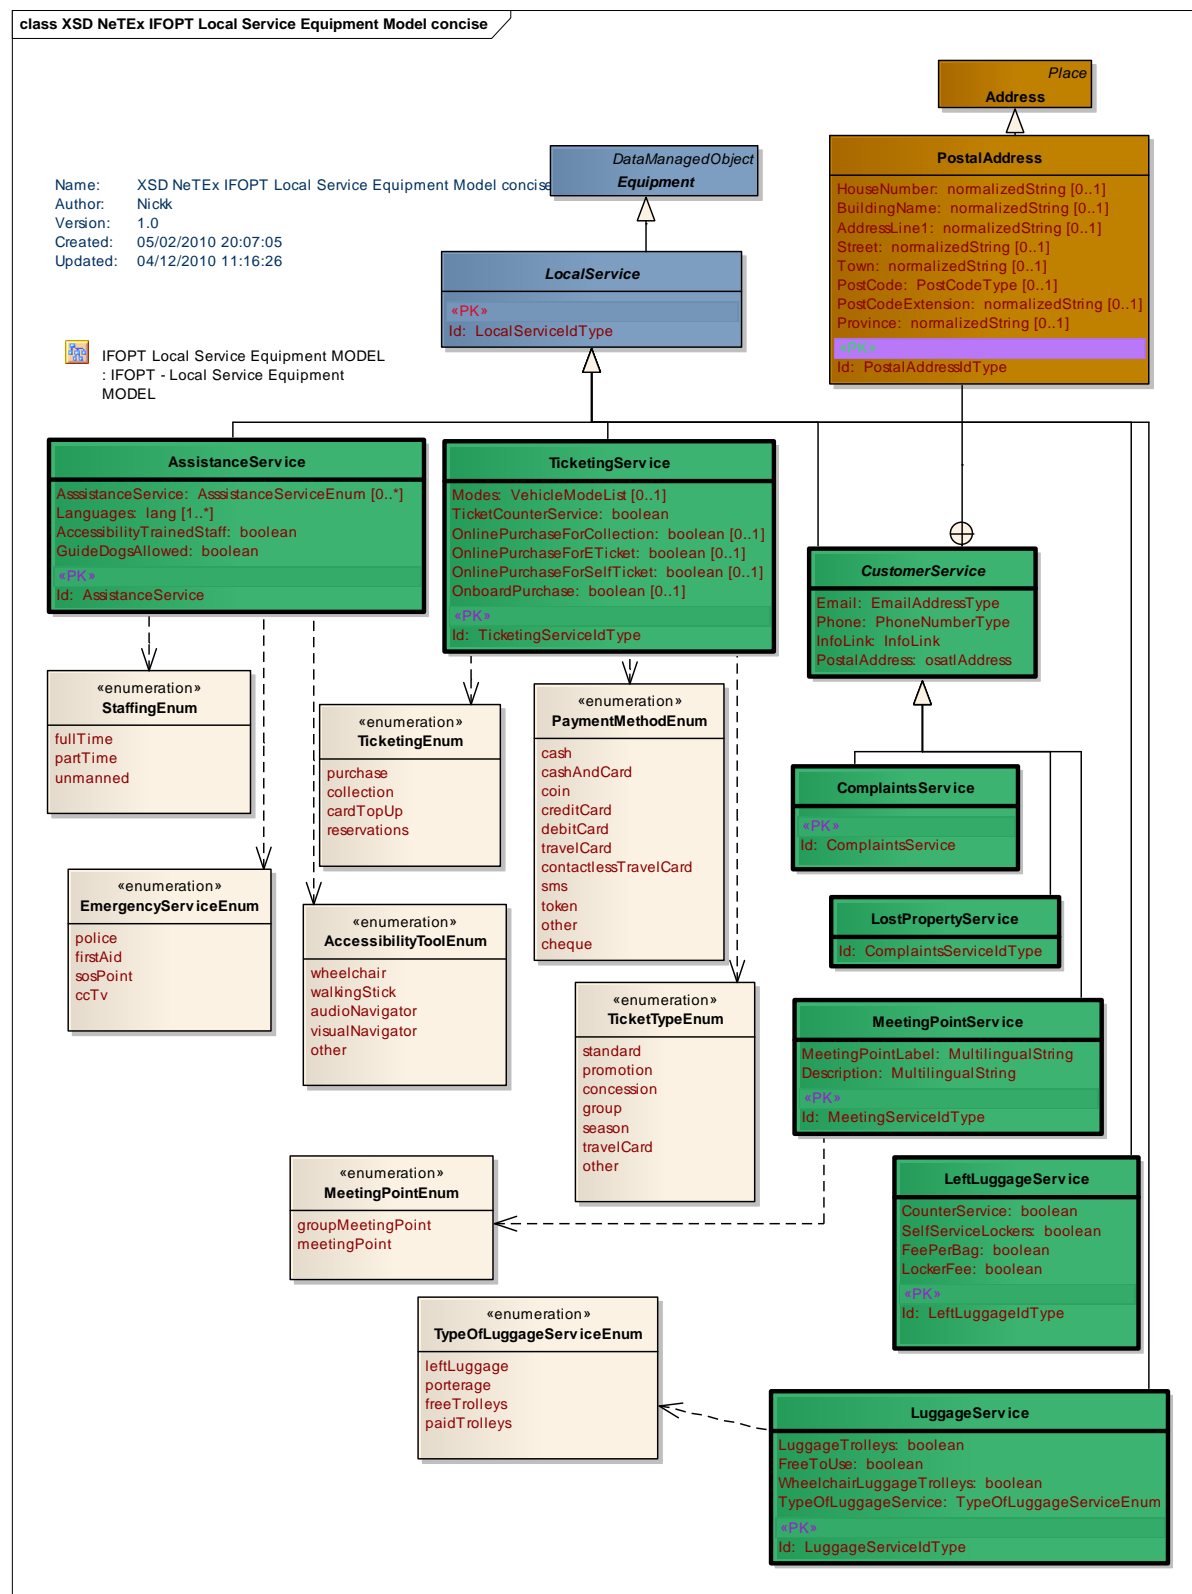 class XSD NeTEx IFOPT Local Service Equipment Model concise
Place
Address
PostalAddress
HouseNumber: normalizedString [0..1]
BuildingName: normalizedString [0..1]
AddressLine1: normalizedString [0..1]
Street: normalizedString [0..1]
Town: normalizedString [0..1]
PostCode: PostCodeType [0..1]
PostCodeExtension: normalizedString [0..1]
Province: normalizedString [0..1]
«PK»
Id: PostalAddressIdType
DataManagedObject
Equipment
Name: XSD NeTEx IFOPT Local Service Equipment Model concise
Author: Nickk
Version: 1.0
Created: 05/02/2010 20:07:05
Updated: 04/12/2010 11:16:26
LocalService
«PK»
Id: LocalServiceIdType
IFOPT Local Service Equipment MODEL
: IFOPT - Local Service Equipment
MODEL
AssistanceService
AsssistanceService: AsssistanceServiceEnum [0..*]
Languages: lang [1..*]
AccessibilityTrainedStaff: boolean
GuideDogsAllowed: boolean
«PK»
Id: AssistanceService
TicketingService
Modes: VehicleModeList [0..1]
TicketCounterService: boolean
OnlinePurchaseForCollection: boolean [0..1]
OnlinePurchaseForETicket: boolean [0..1]
OnlinePurchaseForSelfTicket: boolean [0..1]
OnboardPurchase: boolean [0..1]
«PK»
Id: TicketingServiceIdType
CustomerService
Email: EmailAddressType
Phone: PhoneNumberType
InfoLink: InfoLink
PostalAddress: osatlAddress
«enumeration»
StaffingEnum
fullTime
partTime
unmanned
«enumeration»
TicketingEnum
purchase
collection
cardTopUp
reservations
«enumeration»
PaymentMethodEnum
cash
cashAndCard
coin
creditCard
debitCard
travelCard
contactlessTravelCard
sms
token
other
cheque
ComplaintsService
«PK»
Id: ComplaintsService
«enumeration»
EmergencyServiceEnum
police
firstAid
sosPoint
ccTv
«enumeration»
AccessibilityToolEnum
wheelchair
walkingStick
audioNavigator
visualNavigator
other
LostPropertyService
Id: ComplaintsServiceIdType
«enumeration»
TicketTypeEnum
standard
promotion
concession
group
season
travelCard
other
MeetingPointService
MeetingPointLabel: MultilingualString
Description: MultilingualString
«PK»
Id: MeetingServiceIdType
«enumeration»
MeetingPointEnum
groupMeetingPoint
meetingPoint
LeftLuggageService
CounterService: boolean
SelfServiceLockers: boolean
FeePerBag: boolean
LockerFee: boolean
«PK»
Id: LeftLuggageIdType
«enumeration»
TypeOfLuggageServiceEnum
leftLuggage
porterage
freeTrolleys
paidTrolleys
LuggageService
LuggageTrolleys: boolean
FreeToUse: boolean
WheelchairLuggageTrolleys: boolean
TypeOfLuggageService: TypeOfLuggageServiceEnum
«PK»
Id: LuggageServiceIdType